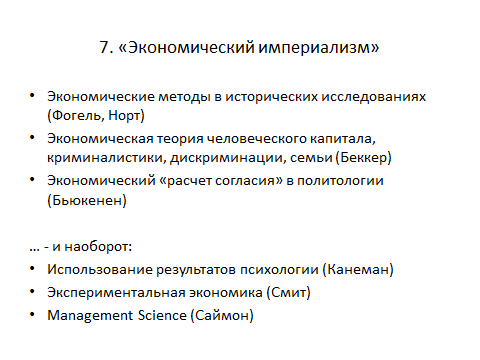 7. «Экономический империализм»
• Экономические методы в исторических исследованиях
(Фогель, Норт)
• Экономическая теория человеческого капитала,
криминалистики, дискриминации, семьи (Беккер)
• Экономический «расчет согласия» в политологии
(Бьюкенен)
... - и наоборот:
• Использование результатов психологии (Канеман)
• Экспериментальная экономика (Смит)
• Management Science (Саймон)